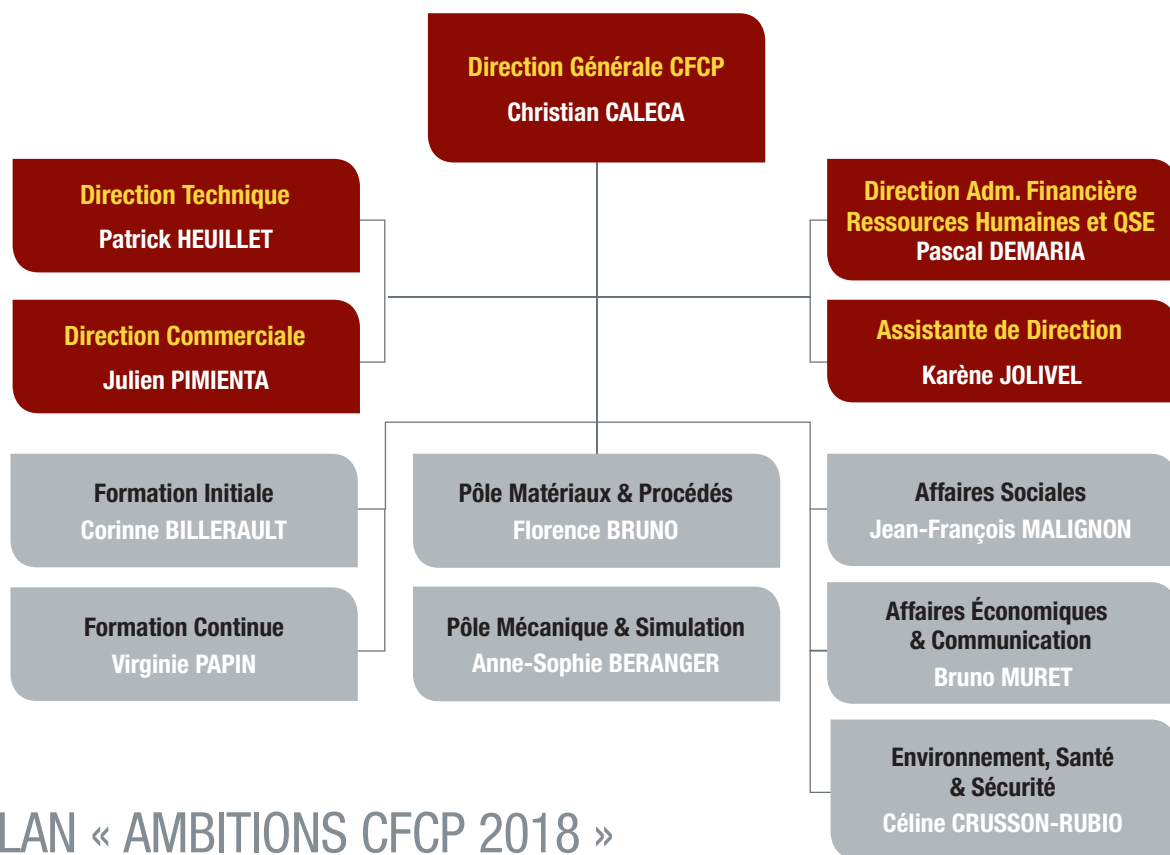 Direction Générale CFCP
Christian CALECA
Direction Technique
Patrick HEUILLET
Direction Adm. Financière
Ressources Humaines et QSE
Pascal DEMARIA
Direction Commerciale
Julien PIMIENTA
Assistante de Direction
Karène JOLIVEL
Formation Initiale
Corinne BILLERAULT
Pôle Matériaux & Procédés
Florence BRUNO
Affaires Sociales
Jean-François MALIGNON
Formation Continue
Virginie PAPIN
Pôle Mécanique & Simulation
Anne-Sophie BERANGER
Affaires Économiques
& Communication
Bruno MURET
Environnement, Santé
& Sécurité
Céline CRUSSON-RUBIO
LAN « AMBITIONS CFCP 2018 »